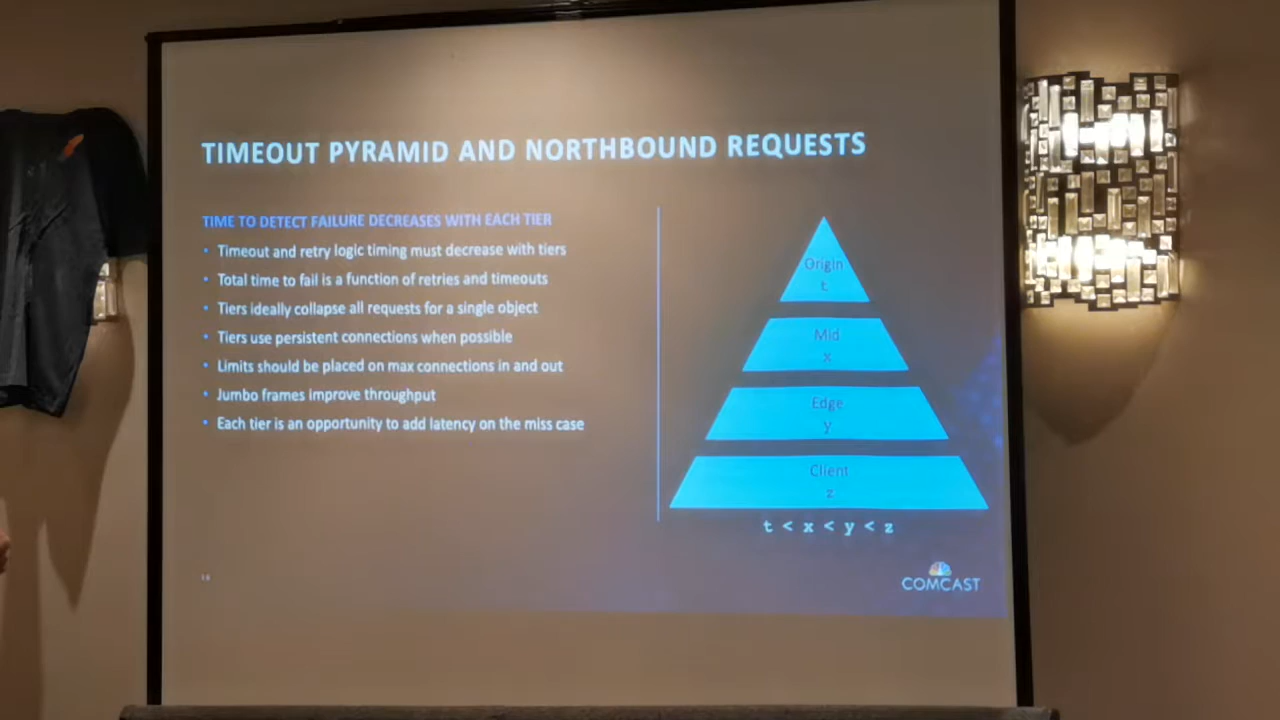 TIMEOUT PYRAMID AND NORTHBOUND REQUESTS
TIME TO DETECT FAILURE DECREASES WITH EACH TIER
• Timeout and retry logic timing must decrease with tiers
• Total time to fail is a function of retries and timeouts
• Tiers ideally collapse all requests for a single object
• Tiers use persistent connections when possible
• Limits should be placed on max connections in and out
• Jumbo frames improve throughput
• Each tier is an opportunity to add latency on the miss case
Origin
t
Mid
x
Edge
y
Client
z
t < x < y < z
COMCAST